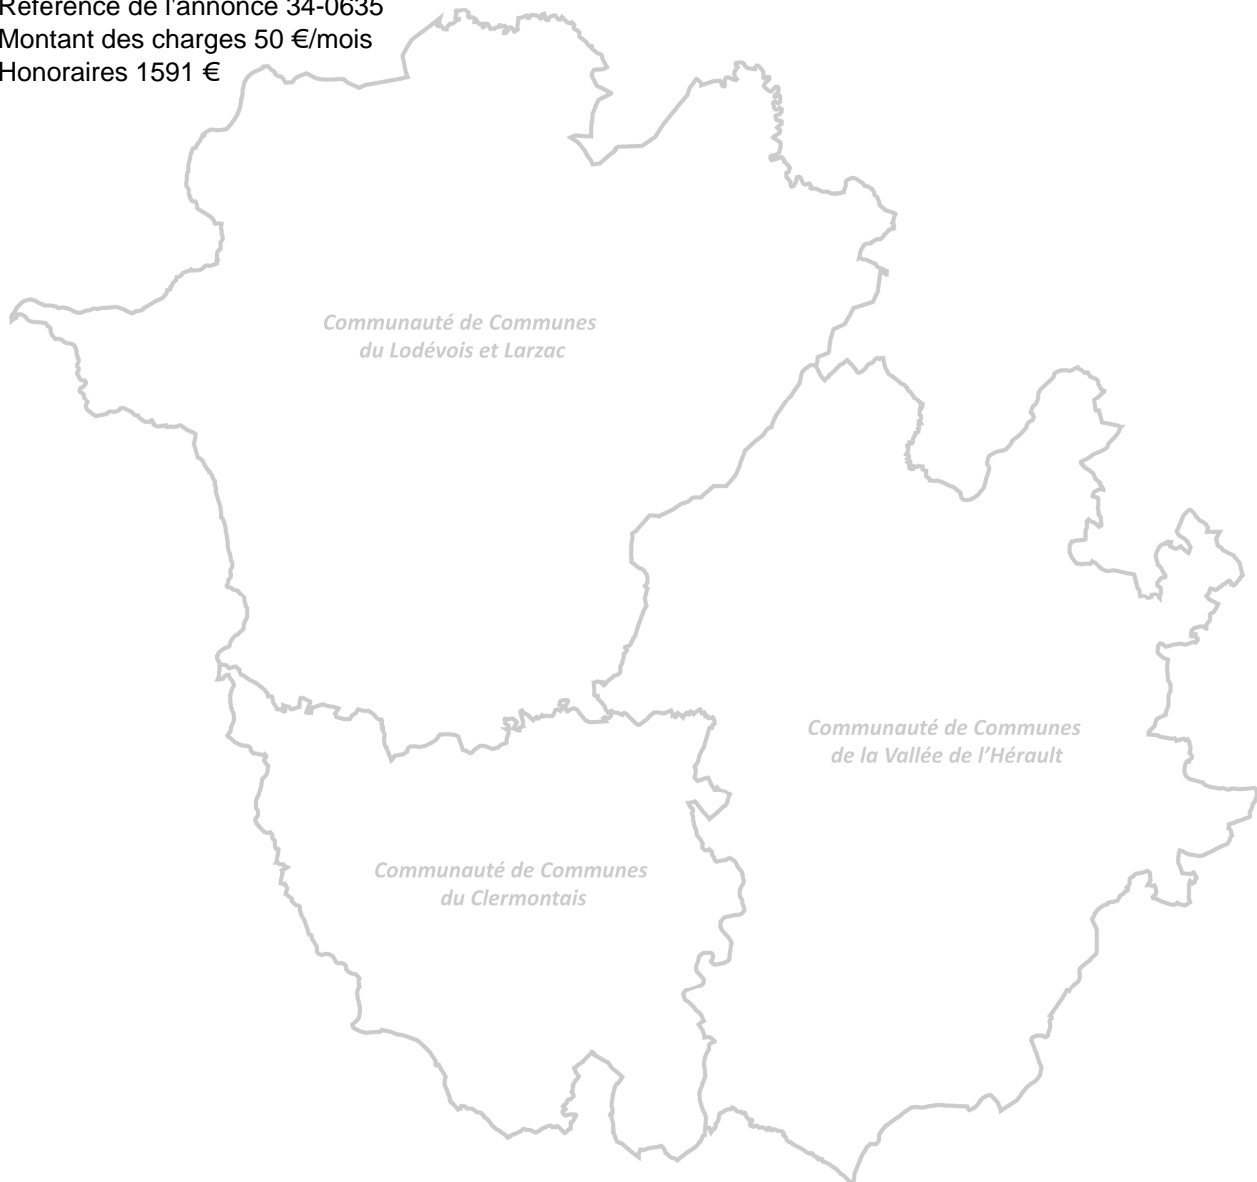 Référence de l'annonce 34-0635
Montant des charges 50 €/mois
Honoraires 1591 €
Communauté de Communes
du Lodévois et Larzac
Communauté de Communes
de la Vallée de l'Hérault
Communauté de Communes
du Clermontais